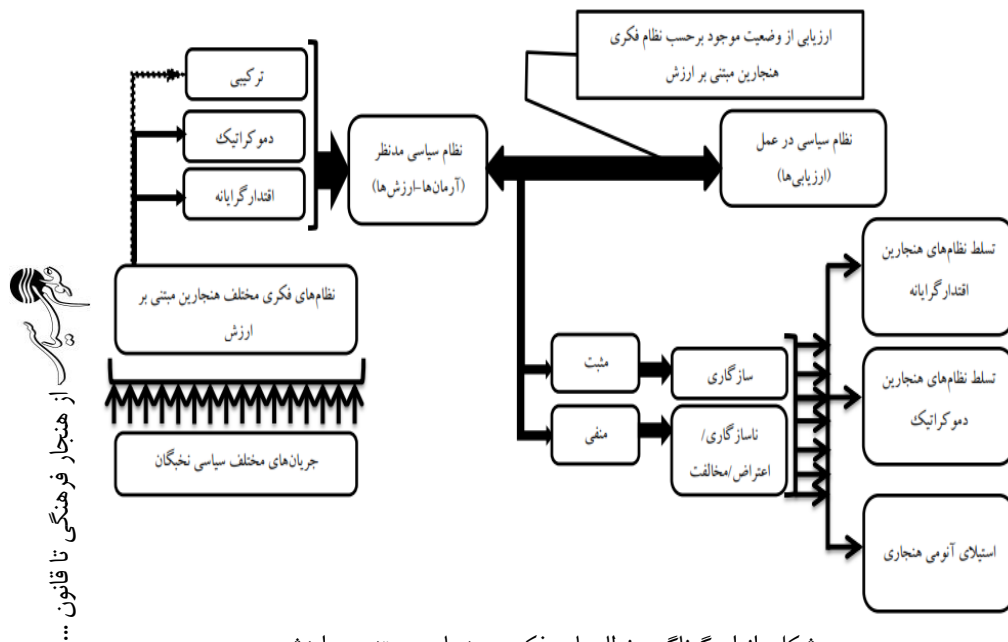 ارزیابی از وضعیت موجود برحسب نظام فکری
هنجارین مبتنی بر ارزش
ترکیبی
دموکراتیک
اقتدارگرایانه
نظام سیاسی مدنظر
(آرمان‌ها-ارزش‌ها)
نظام سیاسی در عمل
(ارزیابی‌ها)
نظام‌های فکری مختلف هنجارین مبتنی بر
ارزش
جریان‌های مختلف سیاسی نخبگان
مثبت
سازگاری
منفی
ناسازگاری/
اعتراض/مخالفت
تسلط نظام‌های هنجارین
اقتدارگرایانه
تسلط نظام‌های هنجارین
دموکراتیک
استیلای آنومی هنجاری
از هنجار فرهنگی تا قانون ...